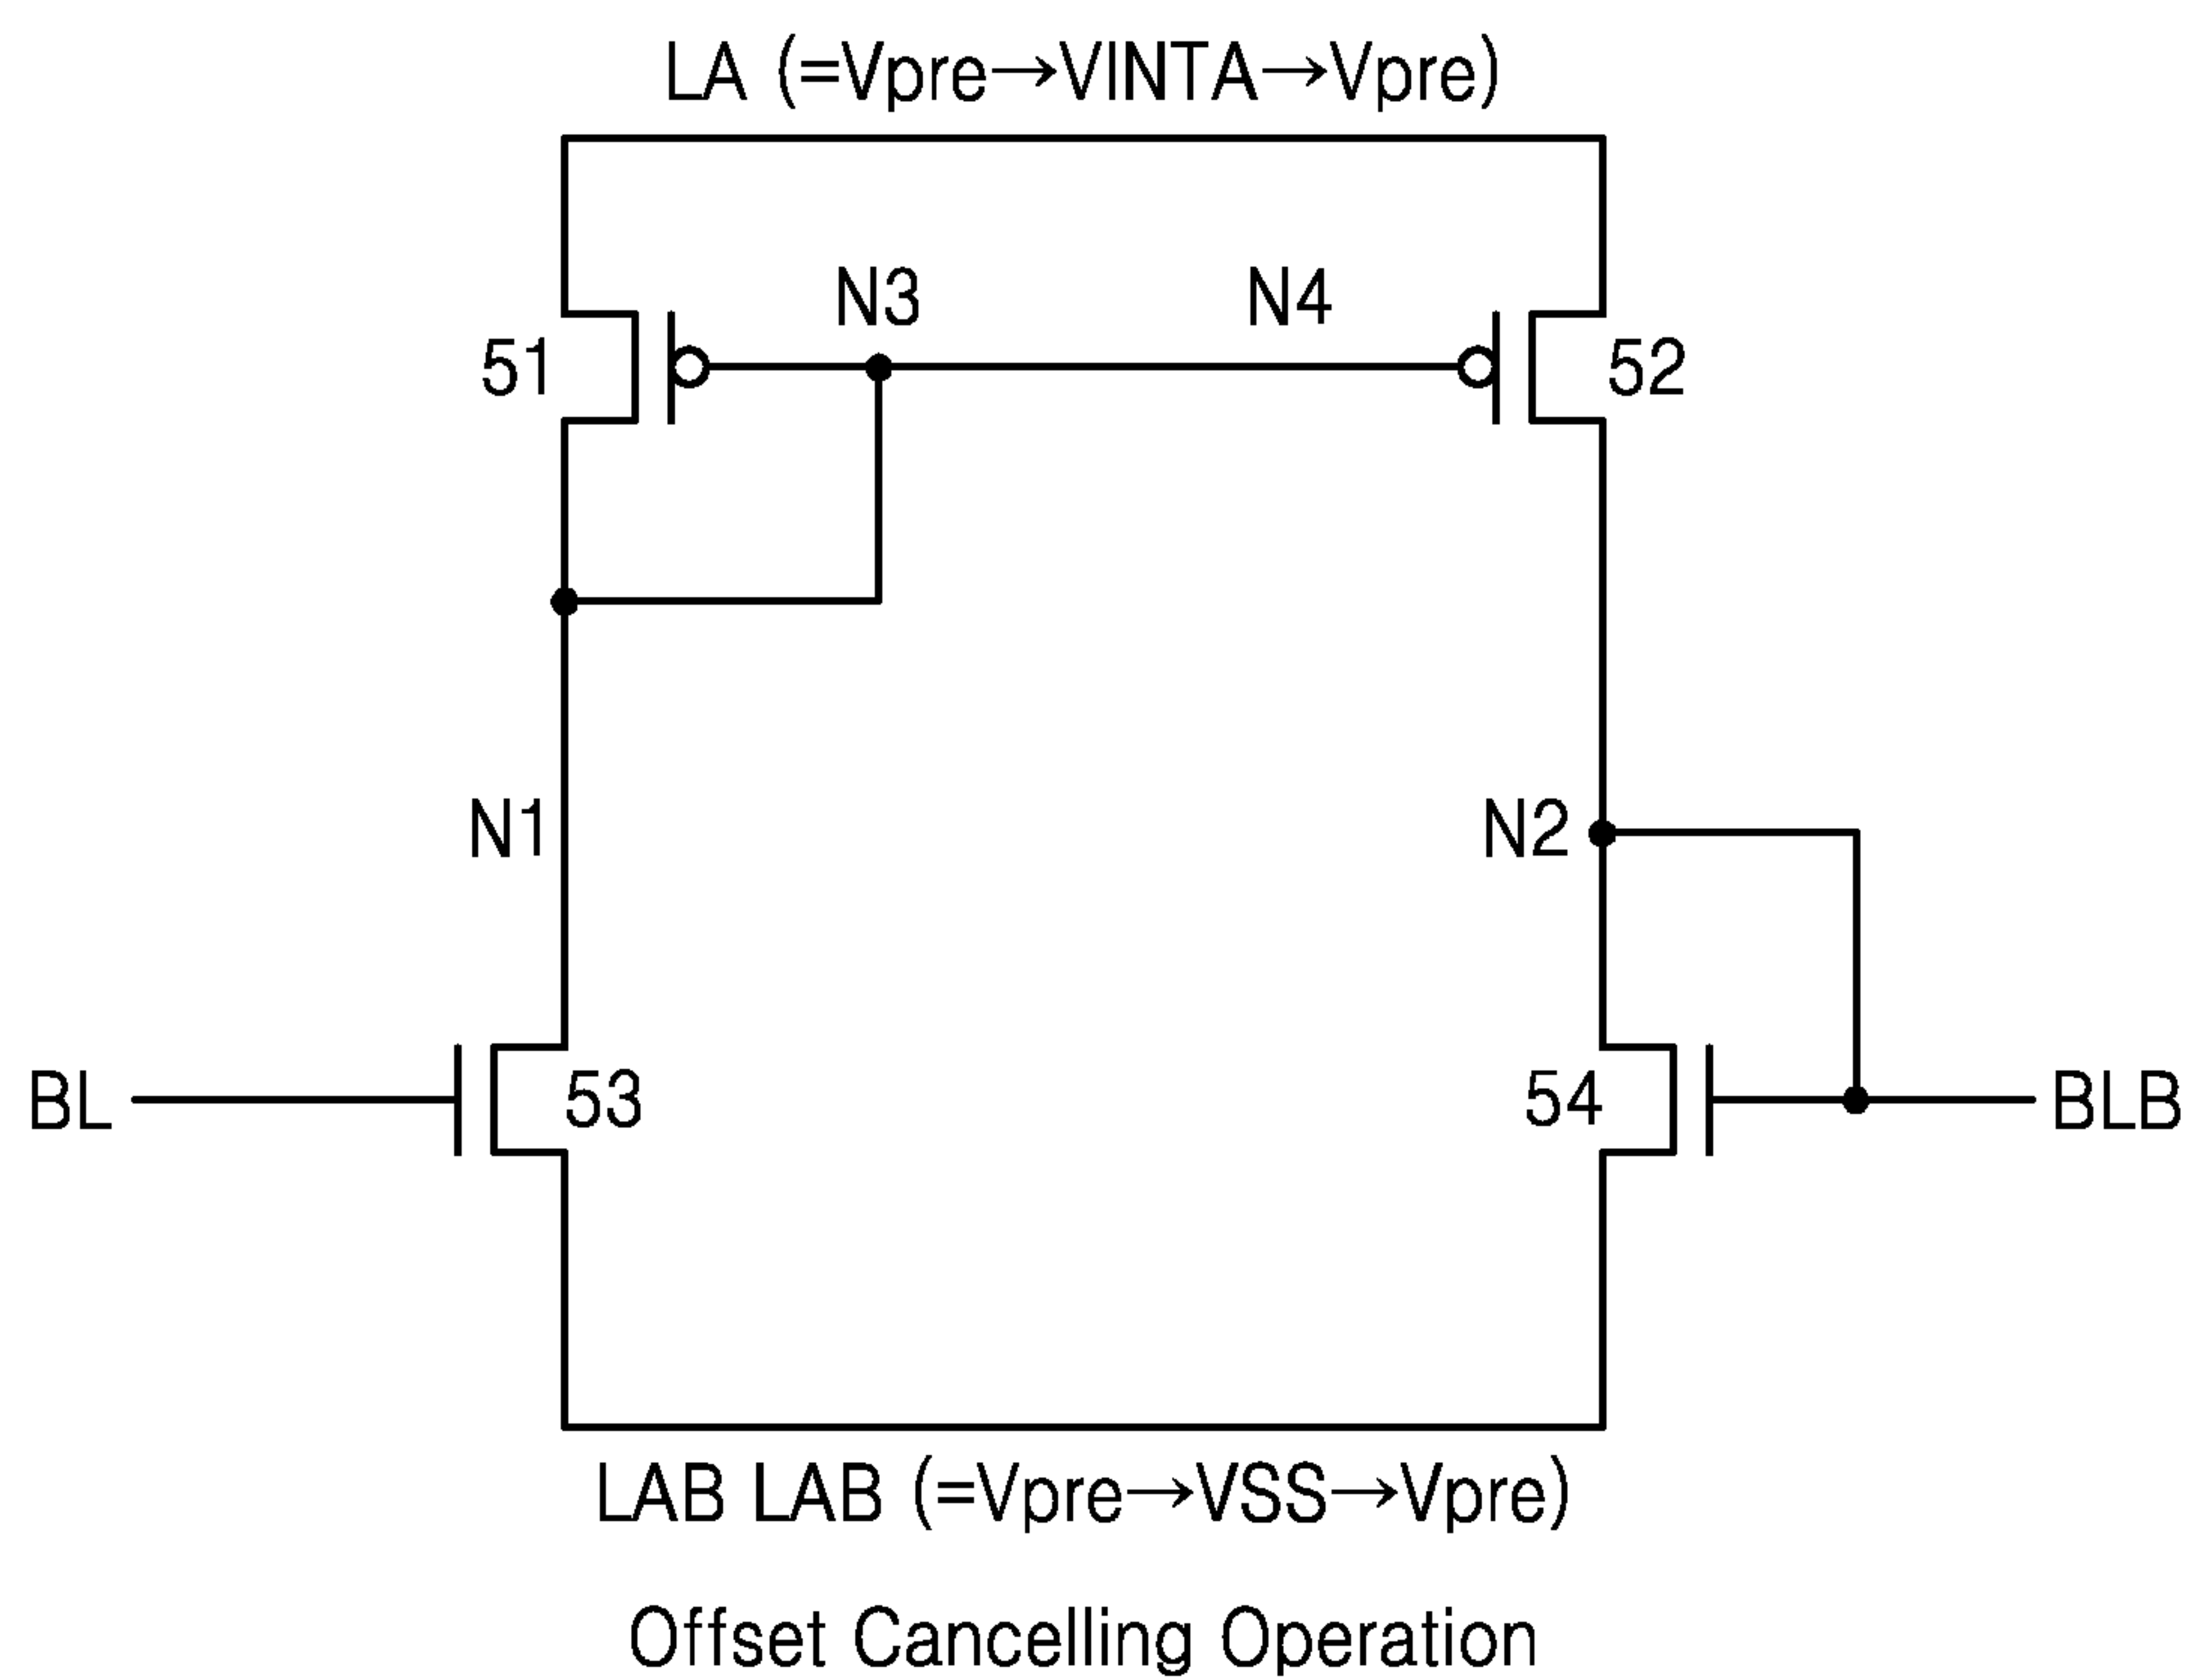 LA (=Vpre→VINTA→Vpre)
N3
N4
51
52
N1
N2
BL
53
54
BLB
LAB LAB (=Vpre→VSS→Vpre)
Offset Cancelling Operation